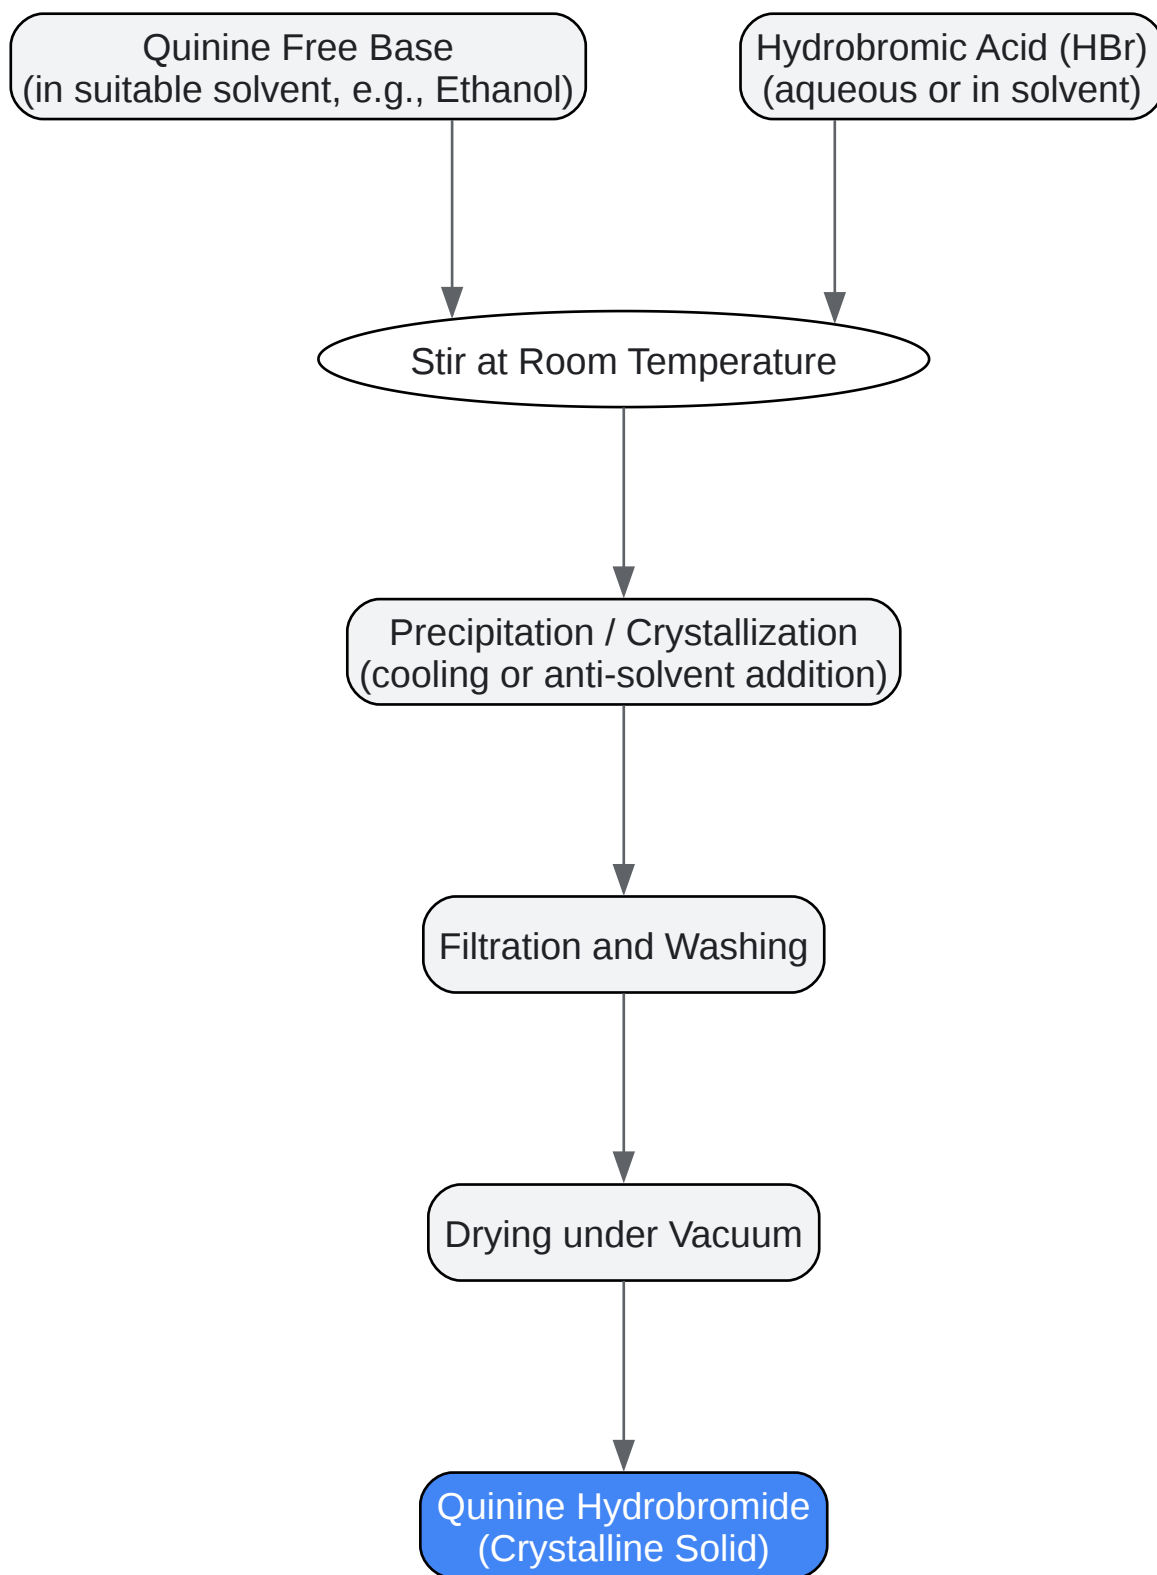 Quinine Free Base
(in suitable solvent, e.g., Ethanol)
Hydrobromic Acid (HBr)
(aqueous or in solvent)
Stir at Room Temperature
Precipitation / Crystallization
(cooling or anti-solvent addition)
Filtration and Washing
Drying under Vacuum
Quinine Hydrobromide
(Crystalline Solid)